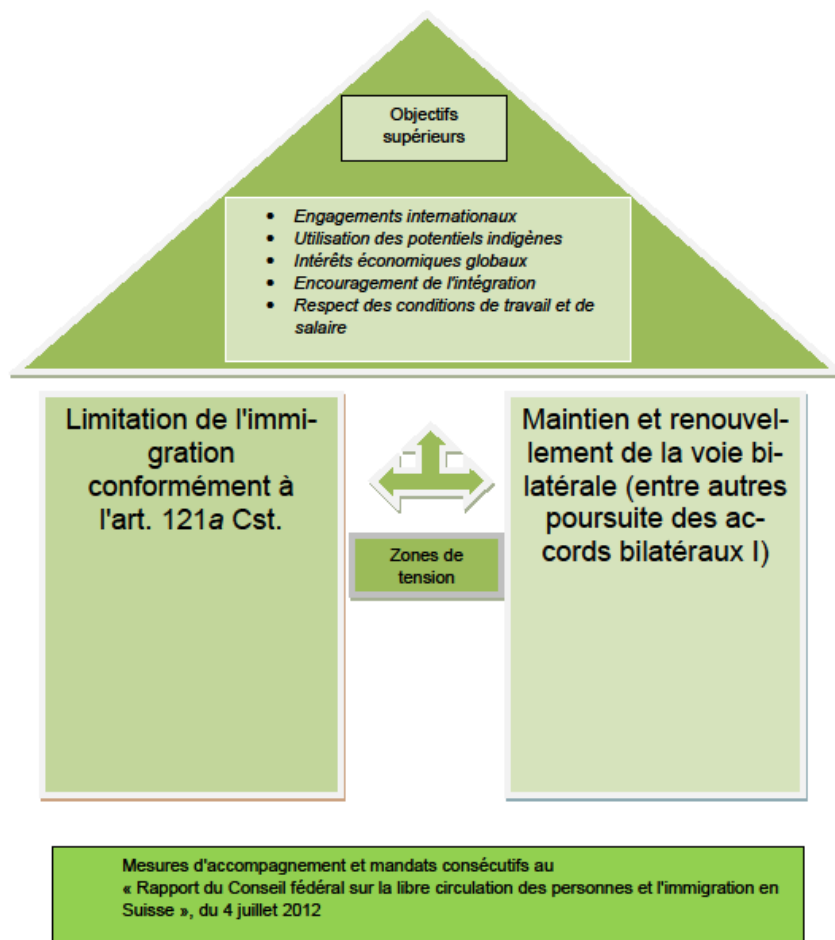 Objectifs
supérieurs
• Engagements internationaux
• Utilisation des potentiels indigènes
• Intérêts économiques globaux
• Encouragement de l'intégration
• Respect des conditions de travail et de
salaire
Limitation de l'immi-
gration
conformément à
l'art. 121a Cst.
Zones de
tension
Maintien et renouvel-
lement de la voie bi-
latérale (entre autres
poursuite des ac-
cords bilatéraux I)
Mesures d'accompagnement et mandats consécutifs au
« Rapport du Conseil fédéral sur la libre circulation des personnes et l'immigration en
Suisse », du 4 juillet 2012